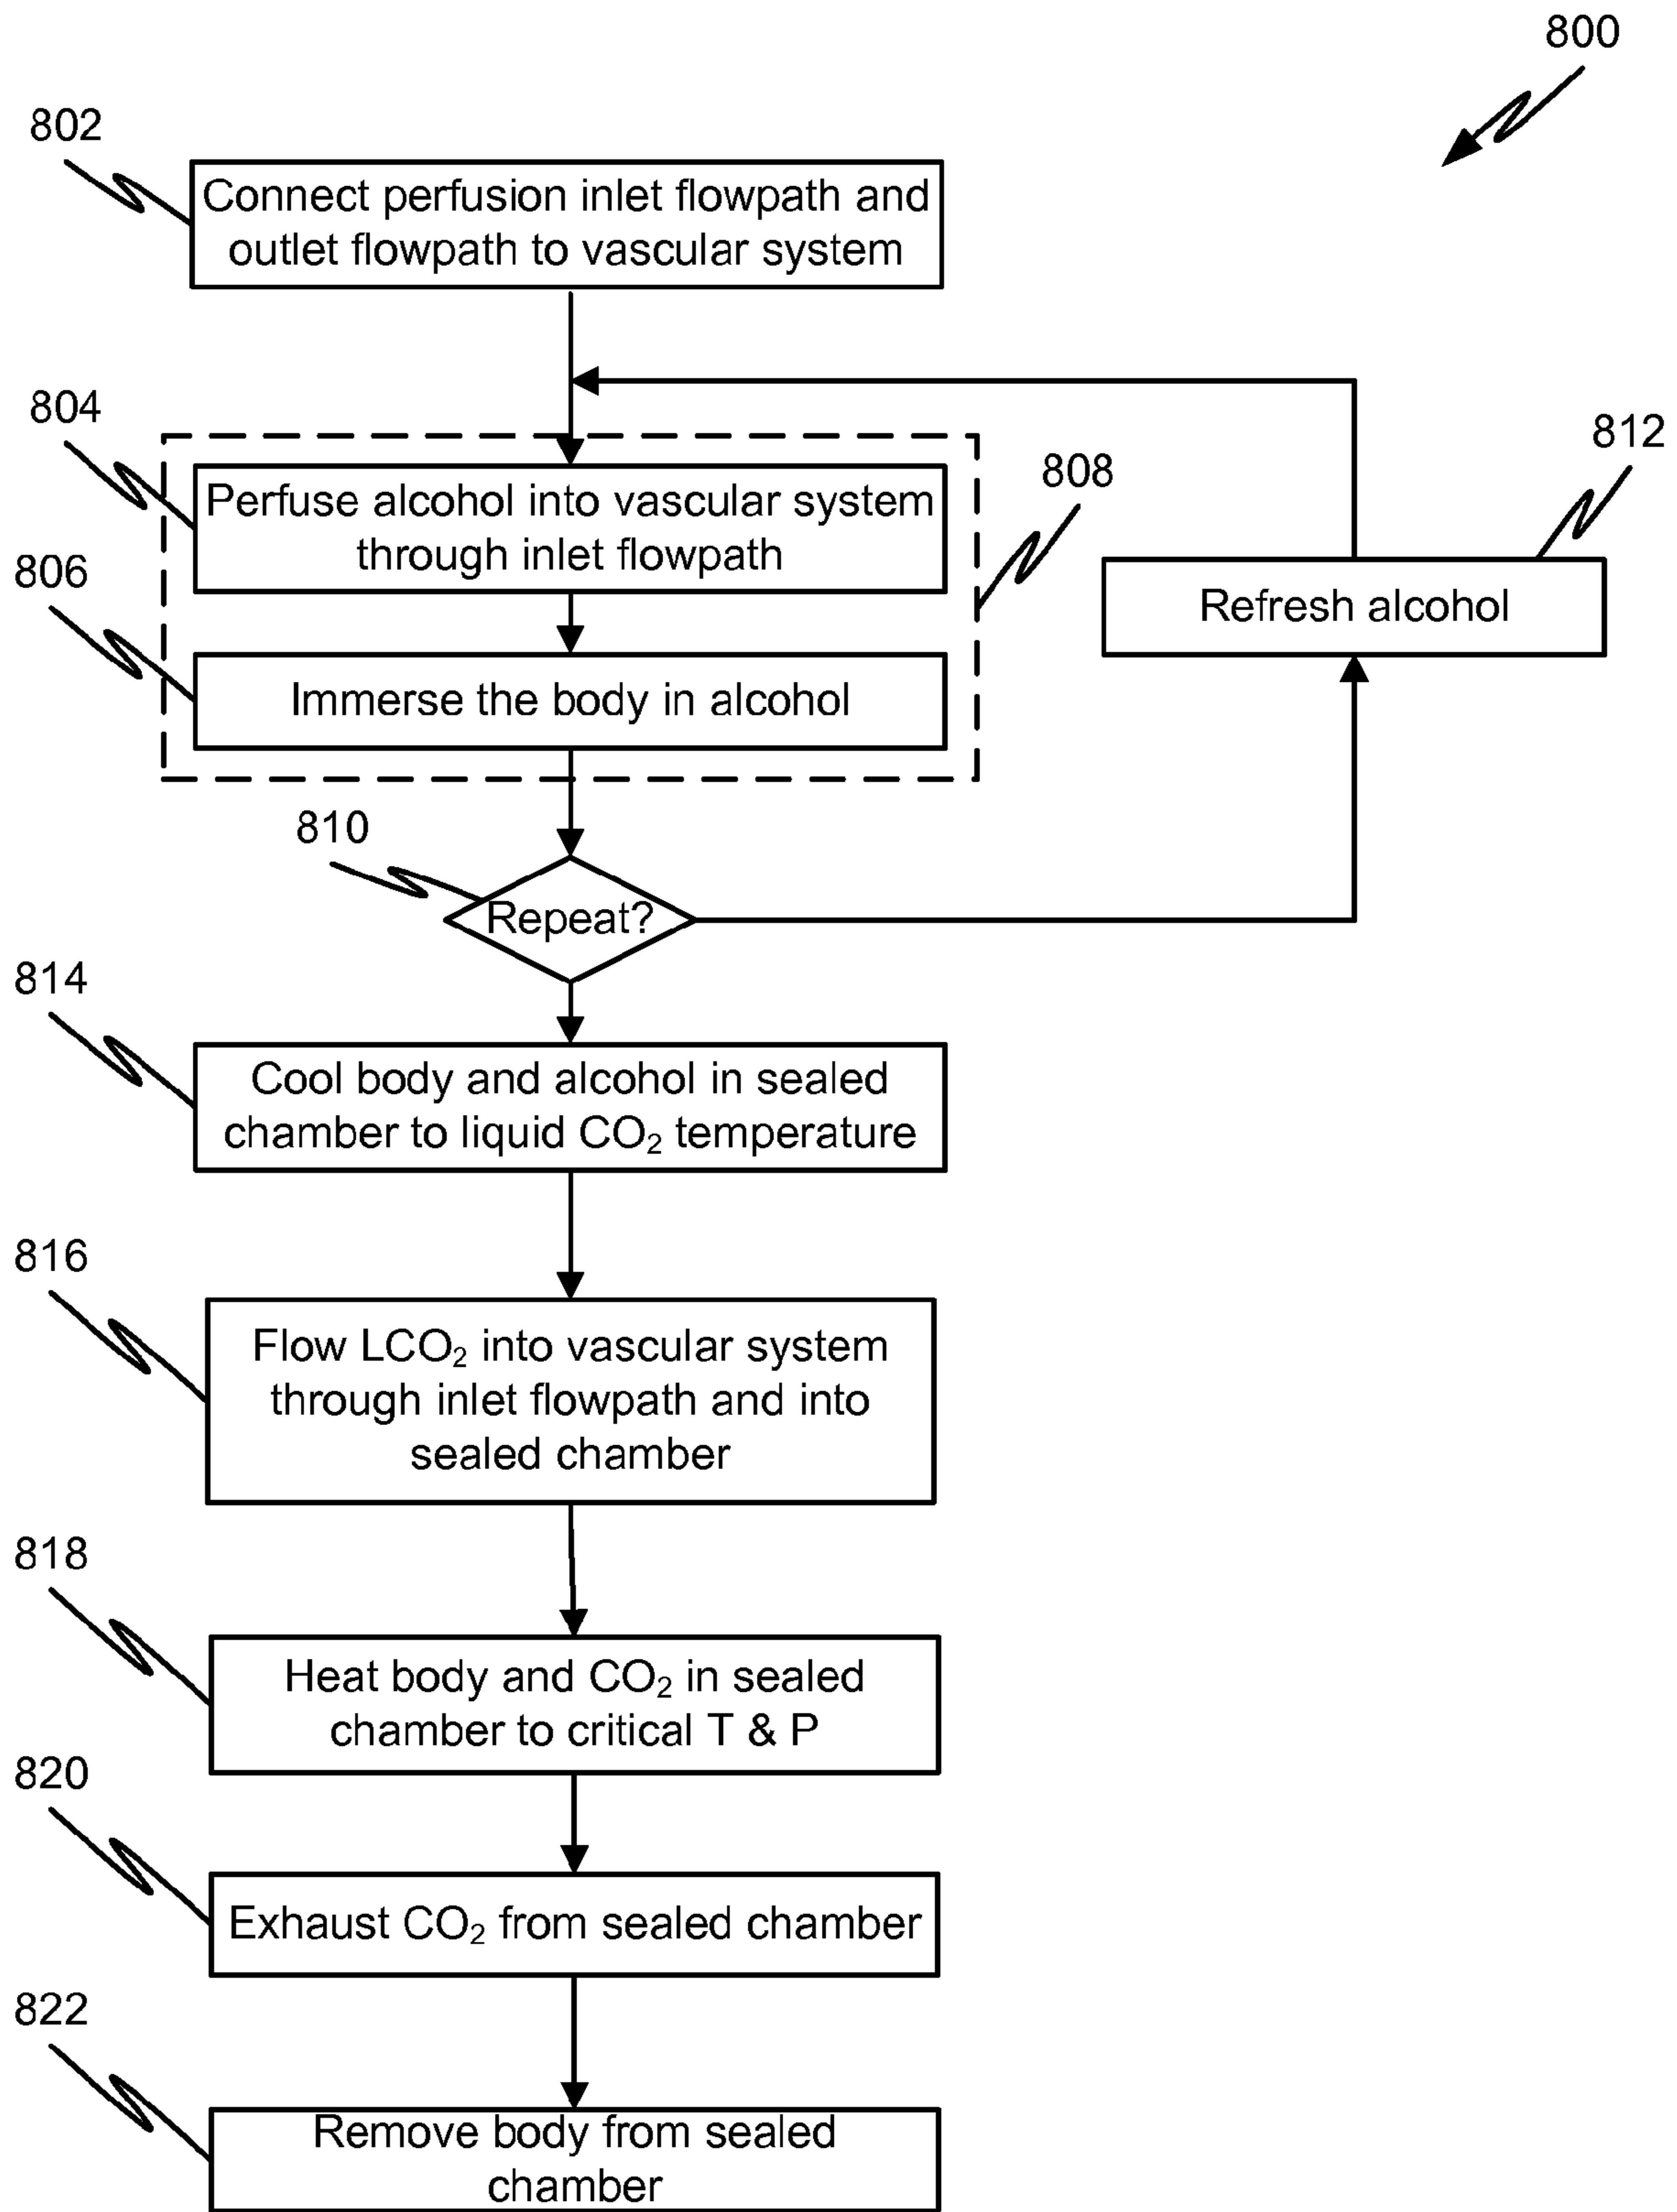 800
802
Connect perfusion inlet flowpath and
outlet flowpath to vascular system
804
812
808
Perfuse alcohol into vascular system
through inlet flowpath
806
Refresh alcohol
Immerse the body in alcohol
810
Repeat?
814
Cool body and alcohol in sealed
chamber to liquid CO₂ temperature
816
Flow LCO₂ into vascular system
through inlet flowpath and into
sealed chamber
818
Heat body and CO₂ in sealed
chamber to critical T & P
820
Exhaust CO₂ from sealed chamber
822
Remove body from sealed
chamber